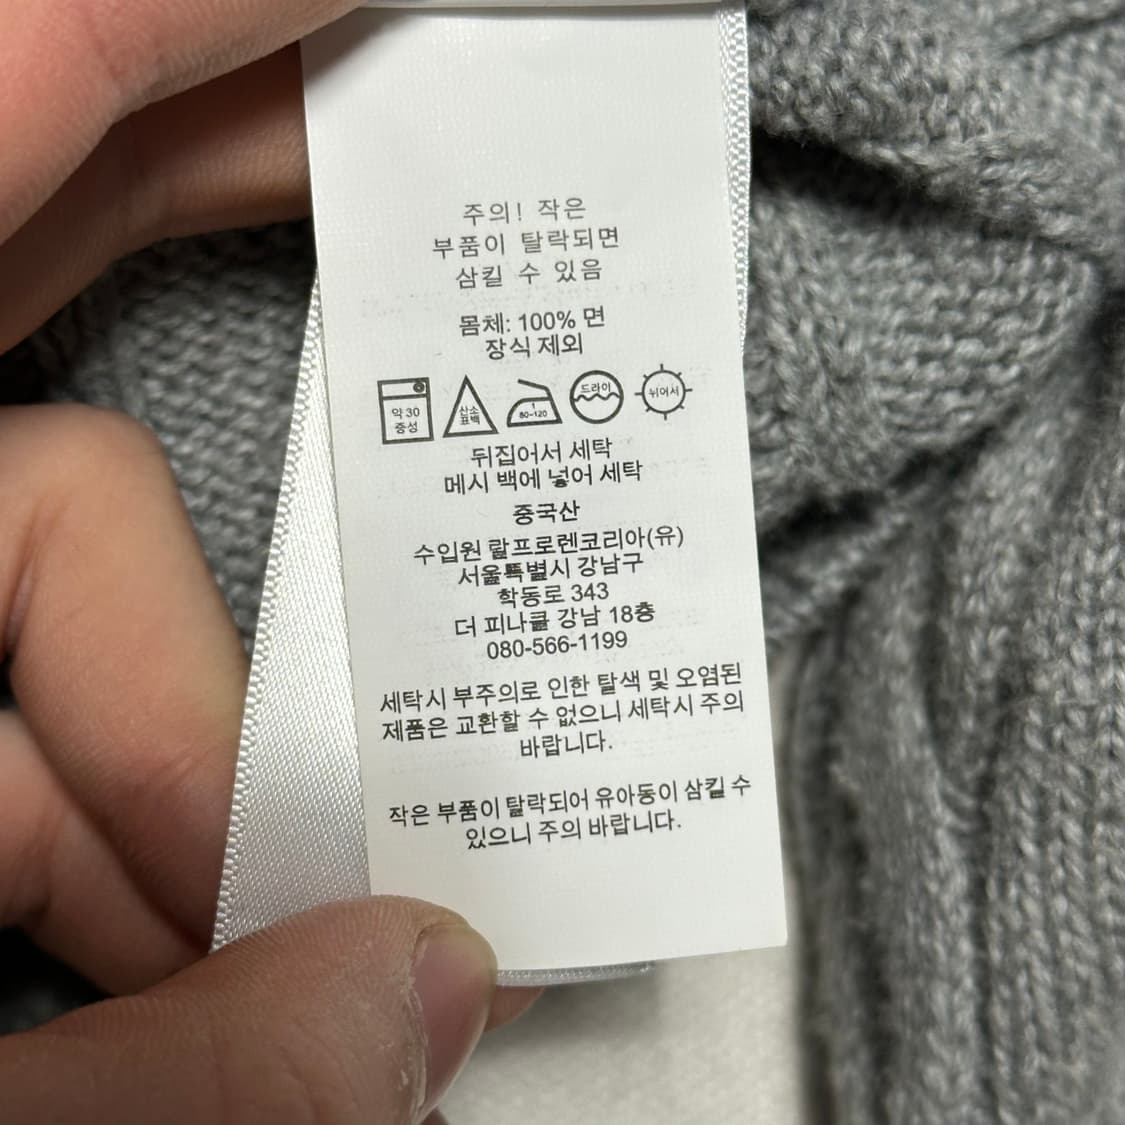 주의! 작은
부품이 탈락되면
삼킬 수 있음
몸체: 100% 면
장식 제외
약 30
중성
산소
표백
1
80~120
드라이
뉘어서
뒤집어서 세탁
메시 백에 넣어 세탁
중국산
수입원 랄프로렌코리아(유)
서울특별시 강남구
학동로 343
더 피나클 강남 18층
080-566-1199
세탁시 부주의로 인한 탈색 및 오염된
제품은 교환할 수 없으니 세탁시 주의
바랍니다.
작은 부품이 탈락되어 유아동이 삼킬 수
있으니 주의 바랍니다.